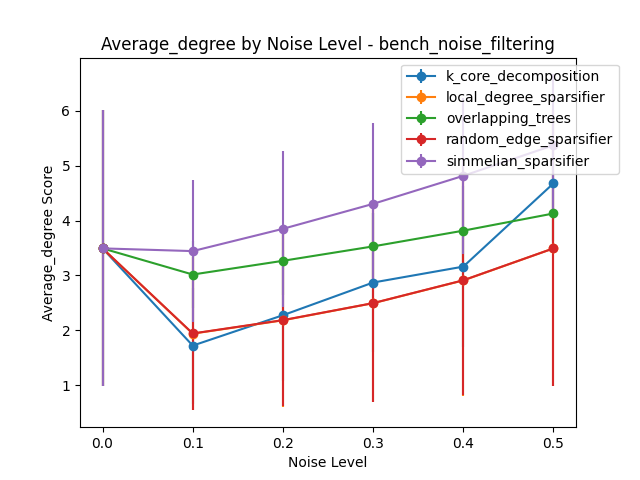 Average_degree by Noise Level - bench_noise_filtering
k_core_decomposition
local_degree_sparsifier
overlapping_trees
random_edge_sparsifier
simmelian_sparsifier
Average_degree Score
6
5
4
3
2
1
0.0 0.1 0.2 0.3 0.4 0.5
Noise Level